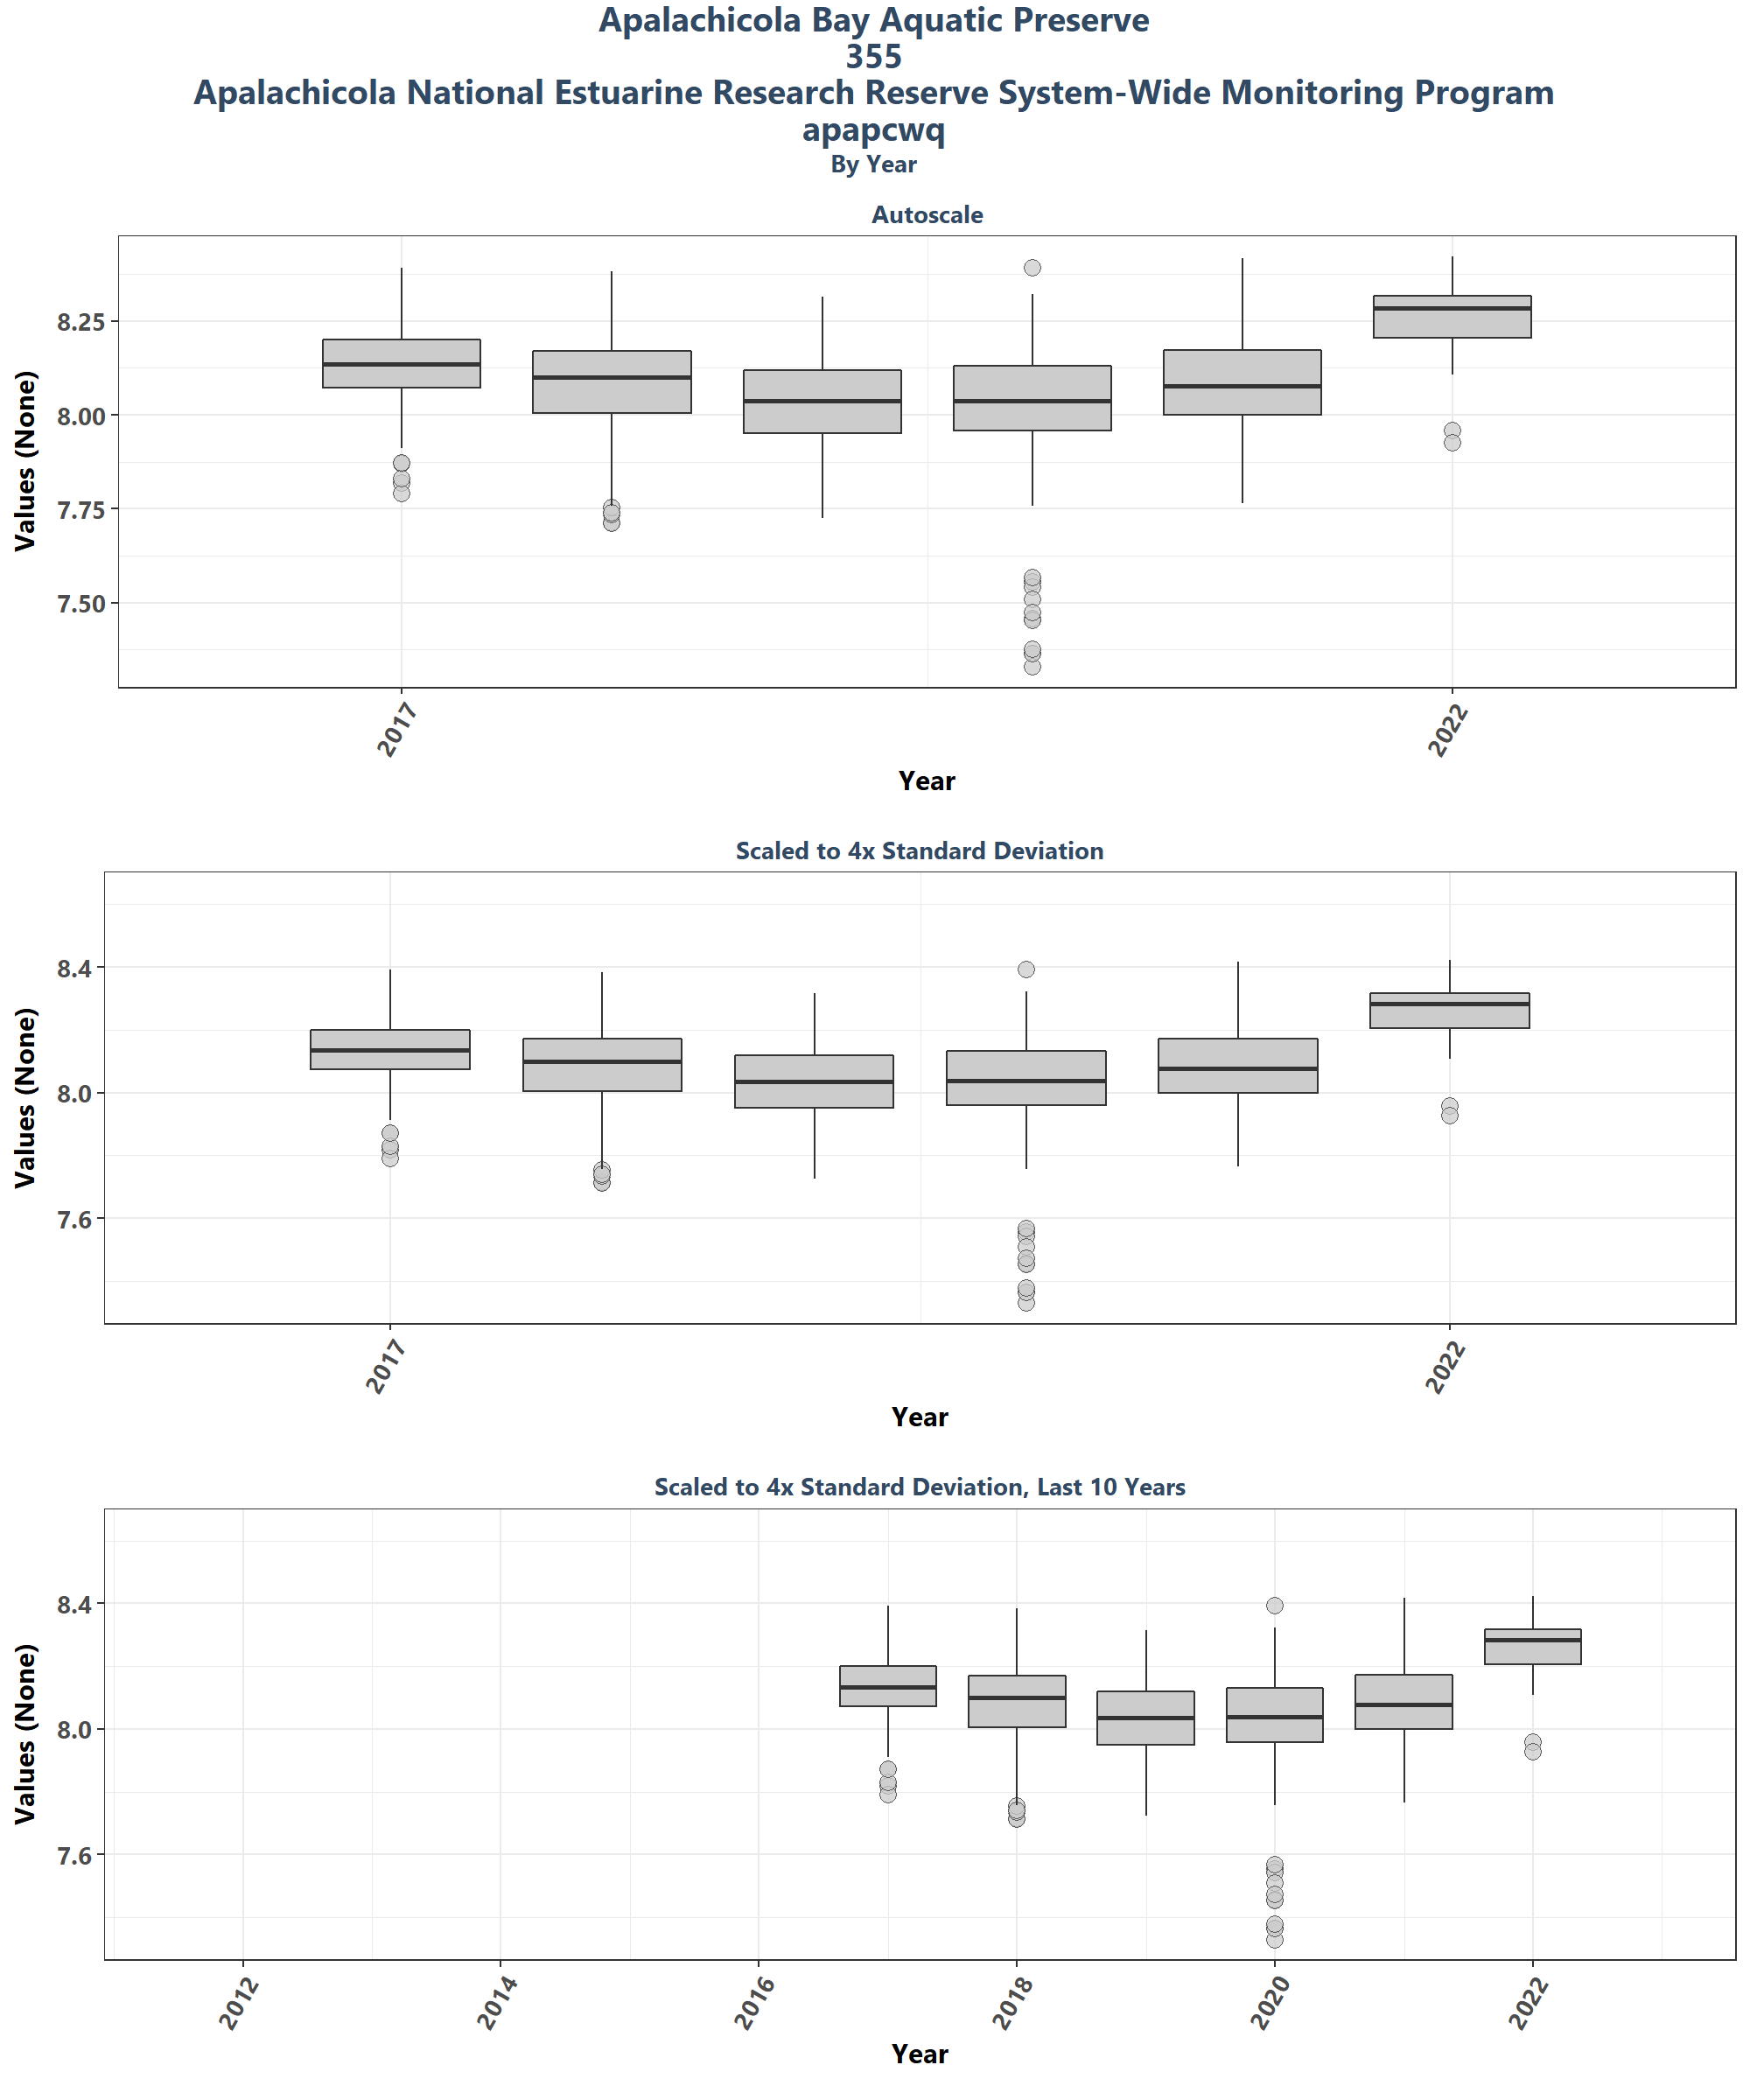 Apalachicola Bay Aquatic Preserve
355
Apalachicola National Estuarine Research Reserve System-Wide Monitoring Program
apapcwq
By Year
Autoscale
Values (None)
8.25
8.00
7.75
7.50
2017
2022
Year
Scaled to 4x Standard Deviation
Values (None)
8.4
8.0
7.6
2017
2022
Year
Scaled to 4x Standard Deviation, Last 10 Years
Values (None)
8.4
8.0
7.6
2012
2014
2016
2018
2020
2022
Year